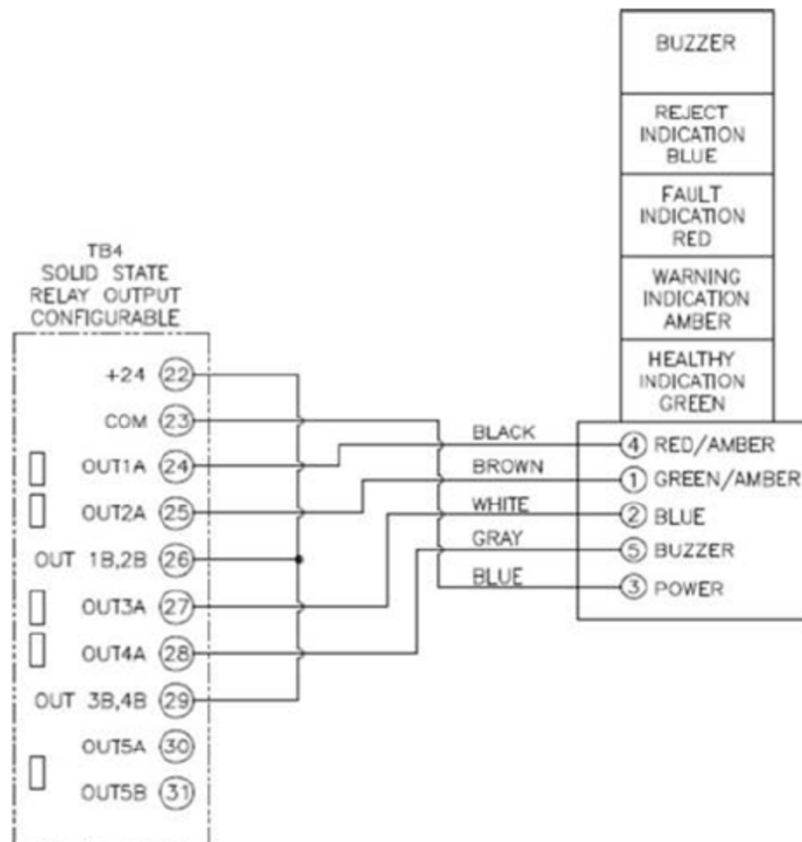 BUZZER
REJECT
INDICATION
BLUE
FAULT
INDICATION
RED
WARNING
INDICATION
AMBER
HEALTHY
INDICATION
GREEN
TB4
SOLID STATE
RELAY OUTPUT
CONFIGURABLE
+24 22
COM 23
OUT1A 24
OUT2A 25
OUT 1B,2B 26
OUT3A 27
OUT4A 28
OUT 3B,4B 29
OUT5A 30
OUT5B 31
BLACK
BROWN
WHITE
GRAY
BLUE
4 RED/AMBER
1 GREEN/AMBER
2 BLUE
5 BUZZER
3 POWER